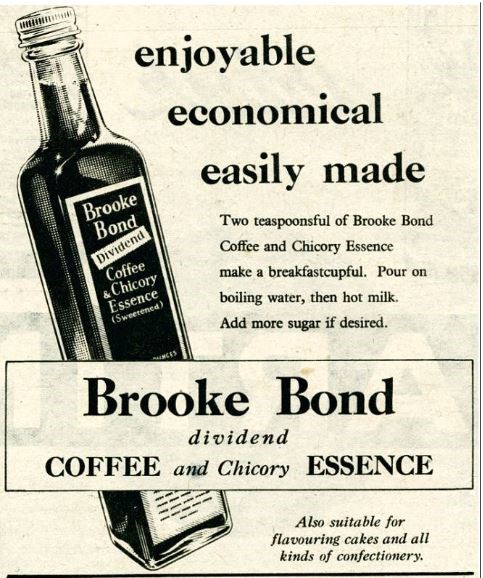 enjoyable
economical
easily made
Brooke
Bond
Dividend
Coffee
& Chicory
Essence
(Sweetened)
OUNCES
Two teaspoonsful of Brooke Bond
Coffee and Chicory Essence
make a breakfastcupful. Pour on
boiling water, then hot milk.
Add more sugar if desired.
Brooke Bond
dividend
COFFEE and Chicory ESSENCE
Also suitable for
flavouring cakes and all
kinds of confectionery.